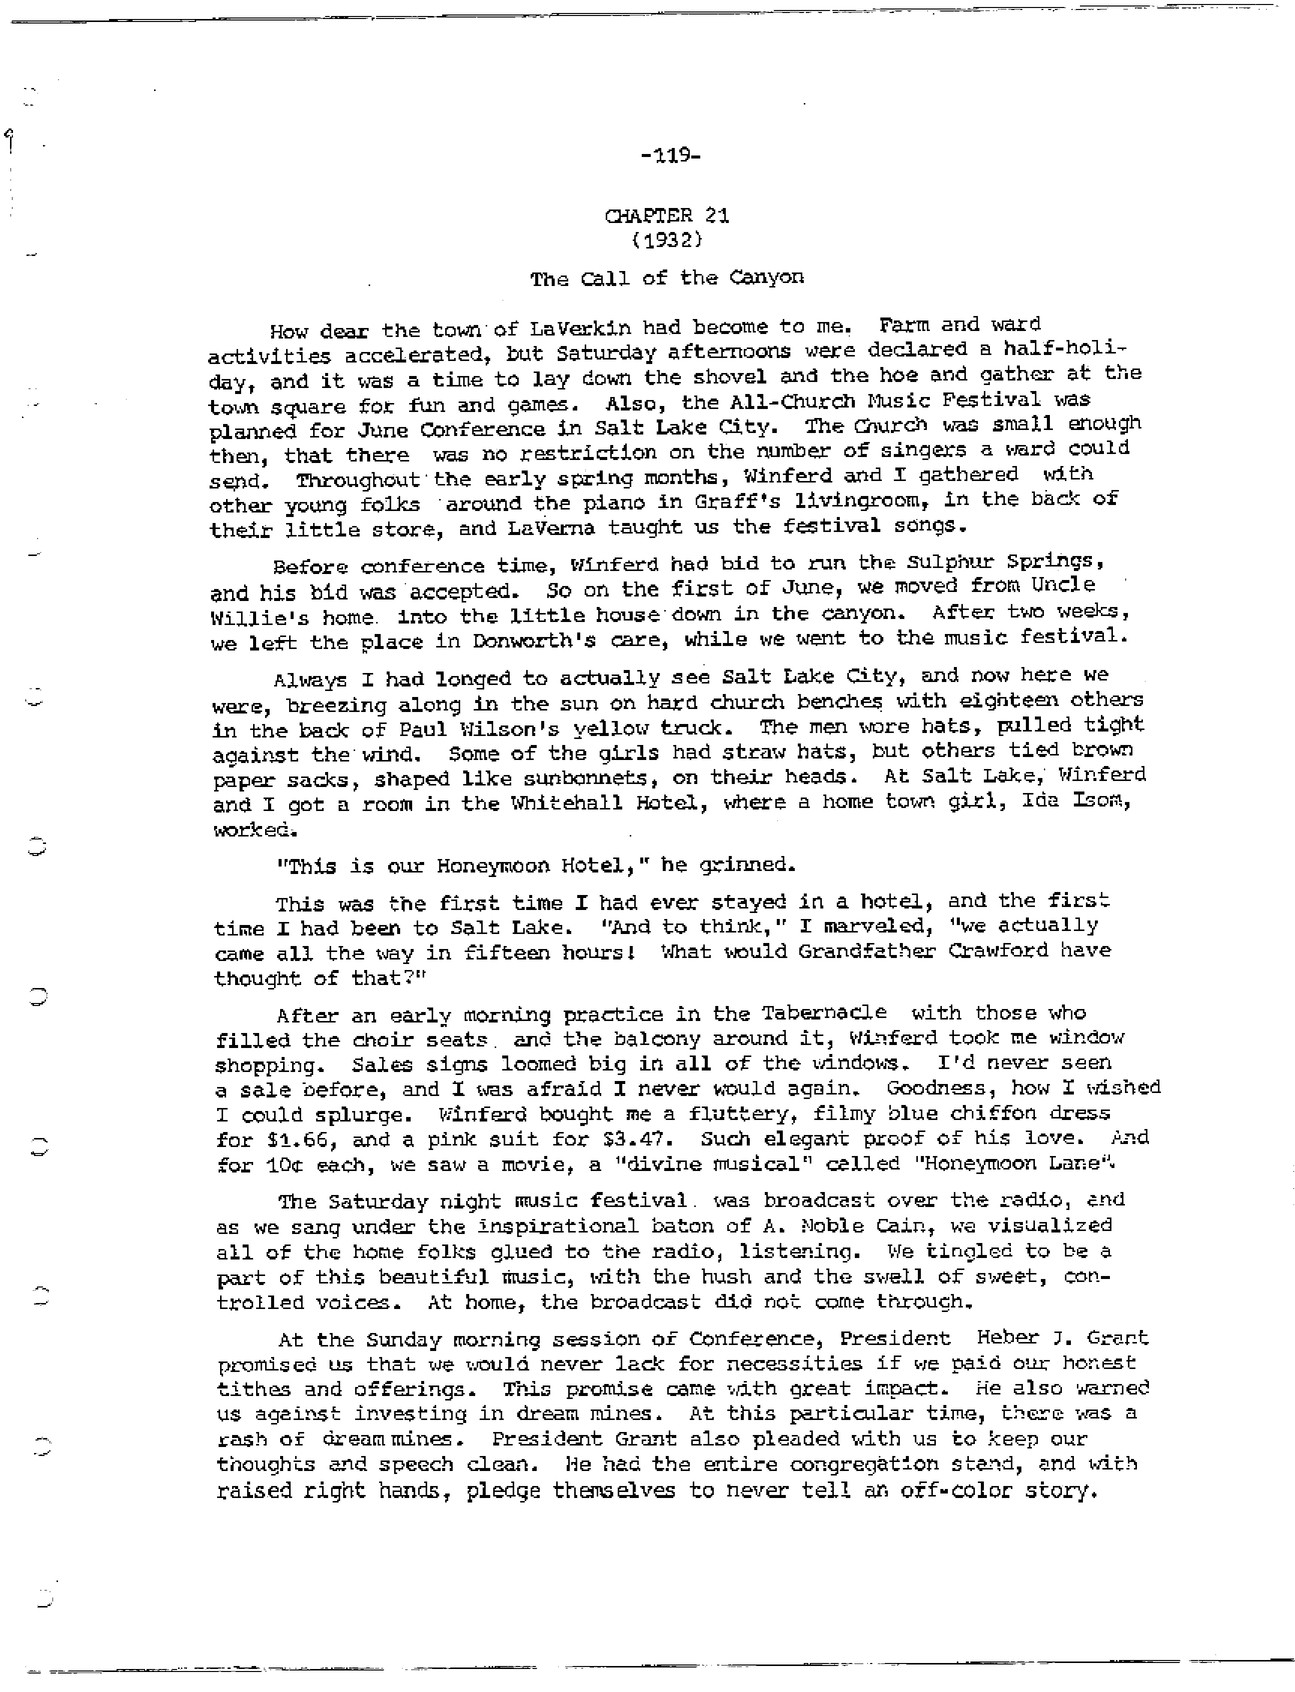 -119-
CHAPTER 21
(1932)
The Call of the Canyon
How dear the town of LaVerkin had become to me. Farm and ward
activities accelerated, but Saturday afternoons were declared a half-holi-
day, and it was a time to lay down the shovel and the hoe and gather at the
town square for fun and games. Also, the All-Church Music Festival was
planned for June Conference in Salt Lake City. The Church was small enough
then, that there was no restriction on the number of singers a ward could
send. Throughout the early spring months, Winferd and I gathered with
other young folks around the piano in Graff's livingroom, in the back of
their little store, and LaVerna taught us the festival songs.
Before conference time, Winferd had bid to run the Sulphur Springs,
and his bid was accepted. So on the first of June, we moved from Uncle
Willie's home into the little house down in the canyon. After two weeks,
we left the place in Donworth's care, while we went to the music festival.
Always I had longed to actually see Salt Lake City, and now here we
were, breezing along in the sun on hard church benches with eighteen others
in the back of Paul Wilson's yellow truck. The men wore hats, pulled tight
against the wind. Some of the girls had straw hats, but others tied brown
paper sacks, shaped like sunbonnets, on their heads. At Salt Lake, Winferd
and I got a room in the Whitehall Hotel, where a home town girl, Ida Isom,
worked.
"This is our Honeymoon Hotel," he grinned.
This was the first time I had ever stayed in a hotel, and the first
time I had been to Salt Lake. "And to think," I marveled, "we actually
came all the way in fifteen hours! What would Grandfather Crawford have
thought of that?"
After an early morning practice in the Tabernacle with those who
filled the choir seats and the balcony around it, Winferd took me window
shopping. Sales signs loomed big in all of the windows. I'd never seen
a sale before, and I was afraid I never would again. Goodness, how I wished
I could splurge. Winferd bought me a fluttery, filmy blue chiffon dress
for $1.66, and a pink suit for $3.47. Such elegant proof of his love. And
for 10¢ each, we saw a movie, a "divine musical" called "Honeymoon Lane".
The Saturday night music festival was broadcast over the radio, and
as we sang under the inspirational baton of A. Noble Cain, we visualized
all of the home folks glued to the radio, listening. We tingled to be a
part of this beautiful music, with the hush and the swell of sweet, con-
trolled voices. At home, the broadcast did not come through.
At the Sunday morning session of Conference, President Heber J. Grant
promised us that we would never lack for necessities if we paid our honest
tithes and offerings. This promise came with great impact. He also warned
us against investing in dream mines. At this particular time, there was a
rash of dream mines. President Grant also pleaded with us to keep our
thoughts and speech clean. He had the entire congregation stand, and with
raised right hands, pledge themselves to never tell an off-color story.